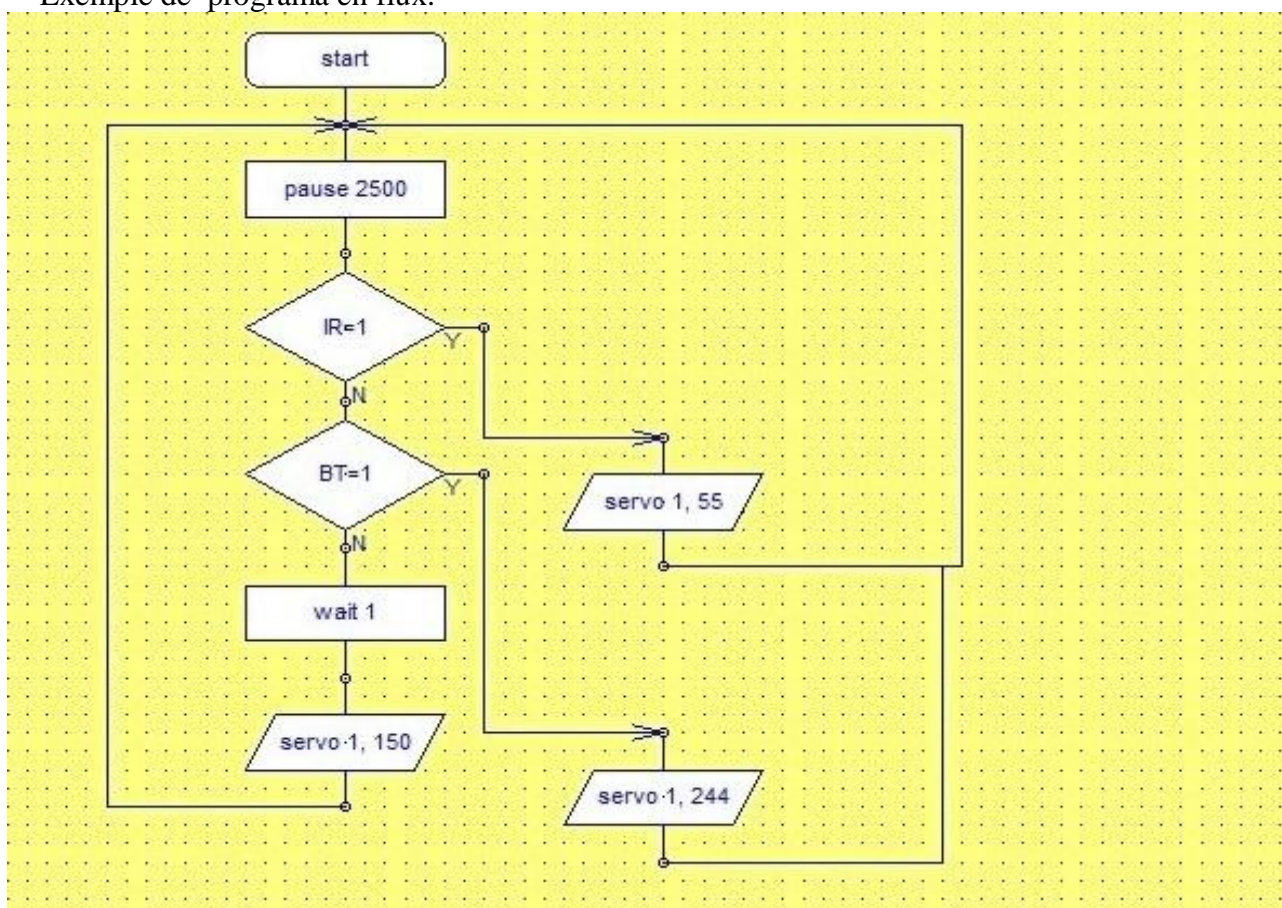 Exemple de programa en flux:
start
pause 2500
IR=1
Y
N
BT=1
Y
N
servo 1, 55
wait 1
servo 1, 150
servo 1, 244